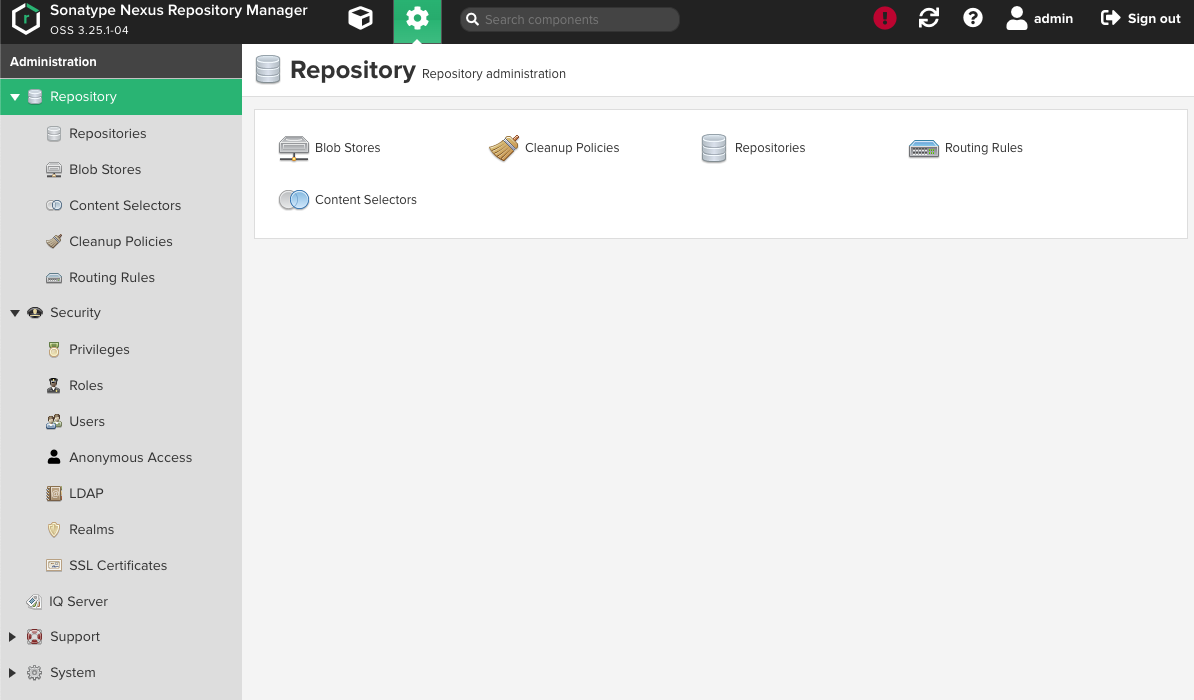 Sonatype Nexus Repository Manager
OSS 3.25.1-04
Search components
admin
Sign out
Administration
Repository
Repositories
Blob Stores
Content Selectors
Cleanup Policies
Routing Rules
Security
Privileges
Roles
Users
Anonymous Access
LDAP
Realms
SSL Certificates
IQ Server
Support
System
Repository Repository administration
Blob Stores Cleanup Policies Repositories Routing Rules
Content Selectors